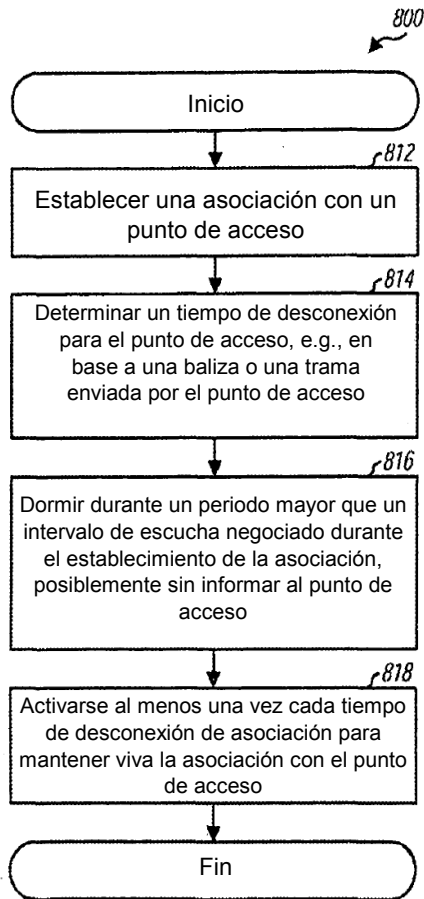 800
Inicio
812
Establecer una asociación con un
punto de acceso
814
Determinar un tiempo de desconexión
para el punto de acceso, e.g., en
base a una baliza o una trama
enviada por el punto de acceso
816
Dormir durante un periodo mayor que un
intervalo de escucha negociado durante
el establecimiento de la asociación,
posiblemente sin informar al punto de
acceso
818
Activarse al menos una vez cada tiempo
de desconexión de asociación para
mantener viva la asociación con el punto
de acceso
Fin